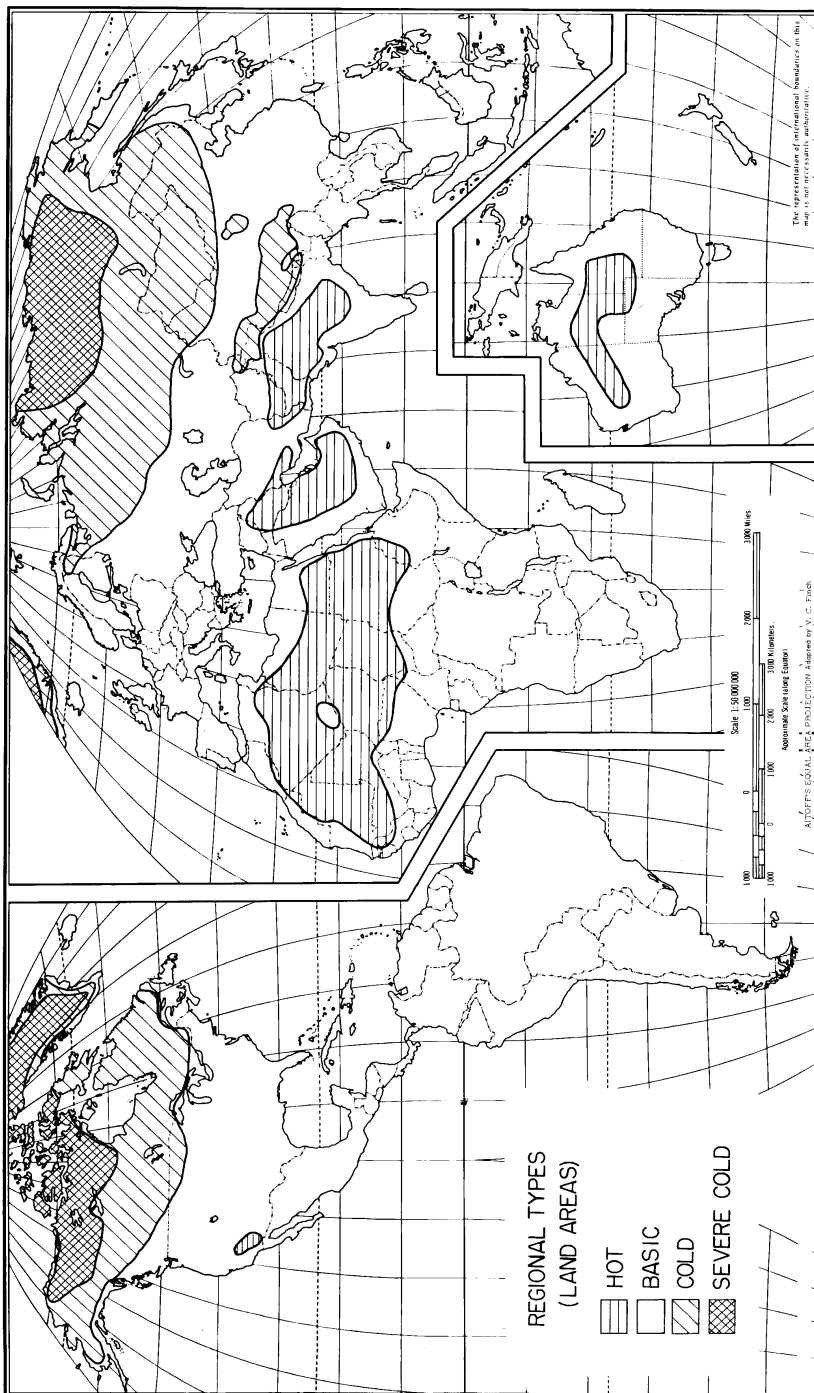 REGIONAL TYPES
(LAND AREAS)
HOT
BASIC
COLD
SEVERE COLD
Scale 1:50 000 000
1000 0 1000 2000 3000 Miles
1000 0 1000 2000 3000 Kilometers
Approximate Scale (along Equator)
AITOFF'S EQUAL AREA PROJECTION Adapted by V. C. Finch
The representation of international boundaries on this
map is not necessarily authoritative.